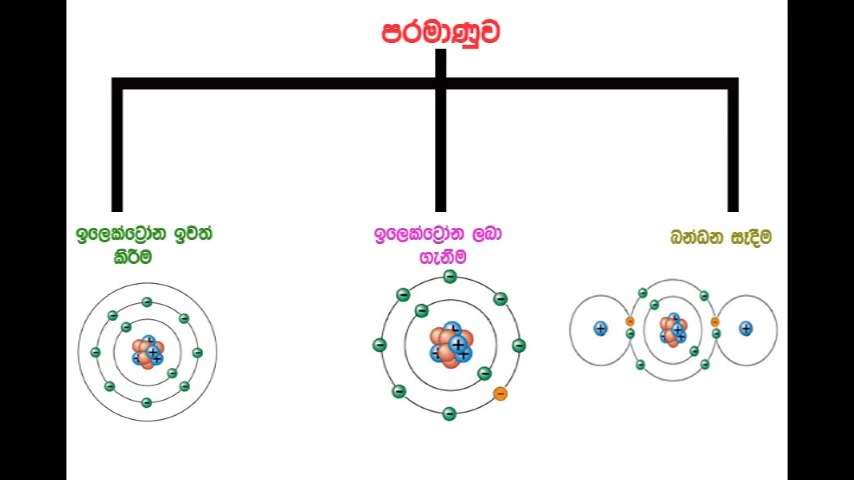 පරමාණුව
ඉලෙක්ට්‍රෝන ඉවත්
කිරීම
ඉලෙක්ට්‍රෝන ලබා
ගැනීම
බන්ධන සෑදීම